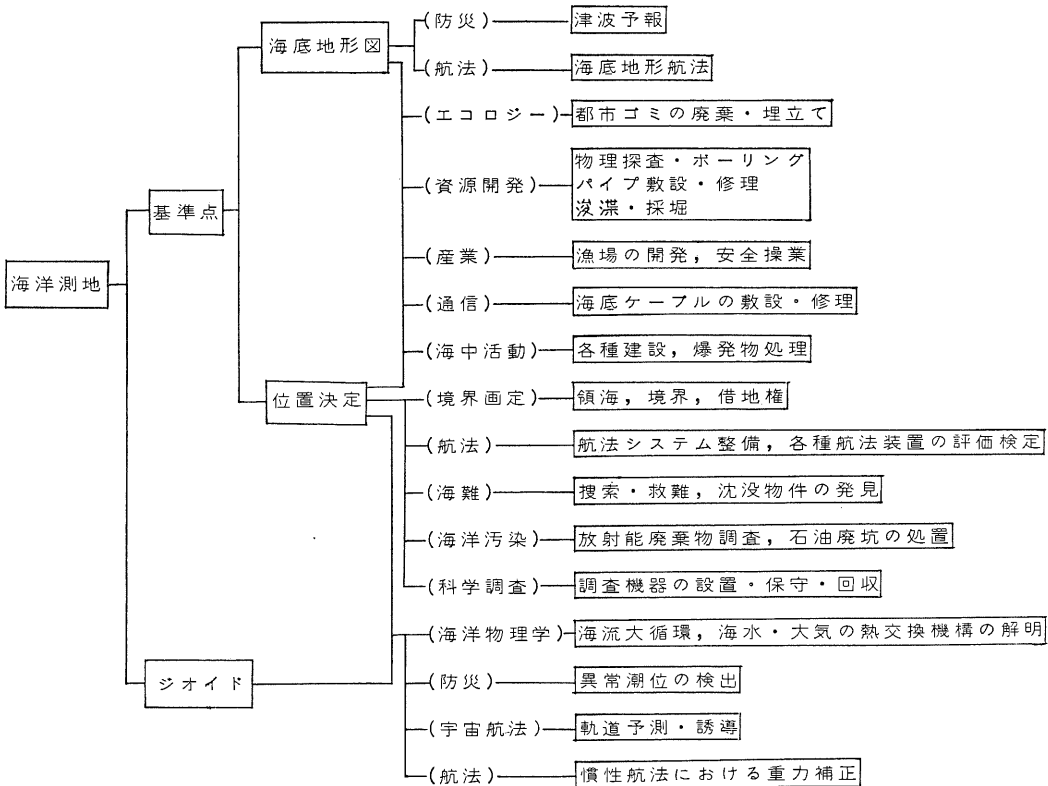 海底地形図
(防災)
津波予報
(航法)
海底地形航法
(エコロジー)
都市ゴミの廃棄・埋立て
(資源開発)
物理探査・ボーリング
パイプ敷設・修理
浚渫・採堀
基準点
(産業)
漁場の開発, 安全操業
海洋測地
(通信)
海底ケーブルの敷設・修理
(海中活動)
各種建設, 爆発物処理
位置決定
(境界画定)
領海, 境界, 借地権
(航法)
航法システム整備, 各種航法装置の評価検定
(海難)
捜索・救難, 沈没物件の発見
(海洋汚染)
放射能廃棄物調査, 石油廃坑の処置
(科学調査)
調査機器の設置・保守・回収
(海洋物理学)
海流大循環, 海水・大気の熱交換機構の解明
ジオイド
(防災)
異常潮位の検出
(宇宙航法)
軌道予測・誘導
(航法)
慣性航法における重力補正